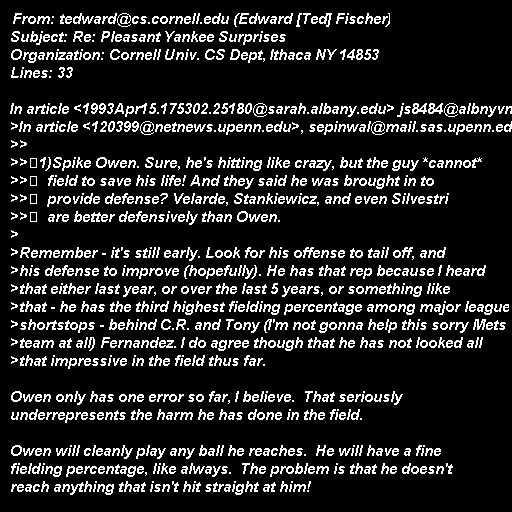 From: tedward@cs.cornell.edu (Edward [Ted] Fischer)
Subject: Re: Pleasant Yankee Surprises
Organization: Cornell Univ. CS Dept, Ithaca NY 14853
Lines: 33

In article <1993Apr15.175302.25180@sarah.albany.edu> js8484@albnyvn
>In article <120399@netnews.upenn.edu>, sepinwal@mail.sas.upenn.ed
>>
>>▯1)Spike Owen. Sure, he's hitting like crazy, but the guy *cannot*
>>▯  field to save his life! And they said he was brought in to
>>▯  provide defense? Velarde, Stankiewicz, and even Silvestri
>>▯  are better defensively than Owen.
>
>Remember - it's still early. Look for his offense to tail off, and
>his defense to improve (hopefully). He has that rep because I heard
>that either last year, or over the last 5 years, or something like
>that - he has the third highest fielding percentage among major league
>shortstops - behind C.R. and Tony (I'm not gonna help this sorry Mets
>team at all) Fernandez. I do agree though that he has not looked all
>that impressive in the field thus far.

Owen only has one error so far, I believe.  That seriously
underrepresents the harm he has done in the field.

Owen will cleanly play any ball he reaches.  He will have a fine
fielding percentage, like always.  The problem is that he doesn't
reach anything that isn't hit straight at him!